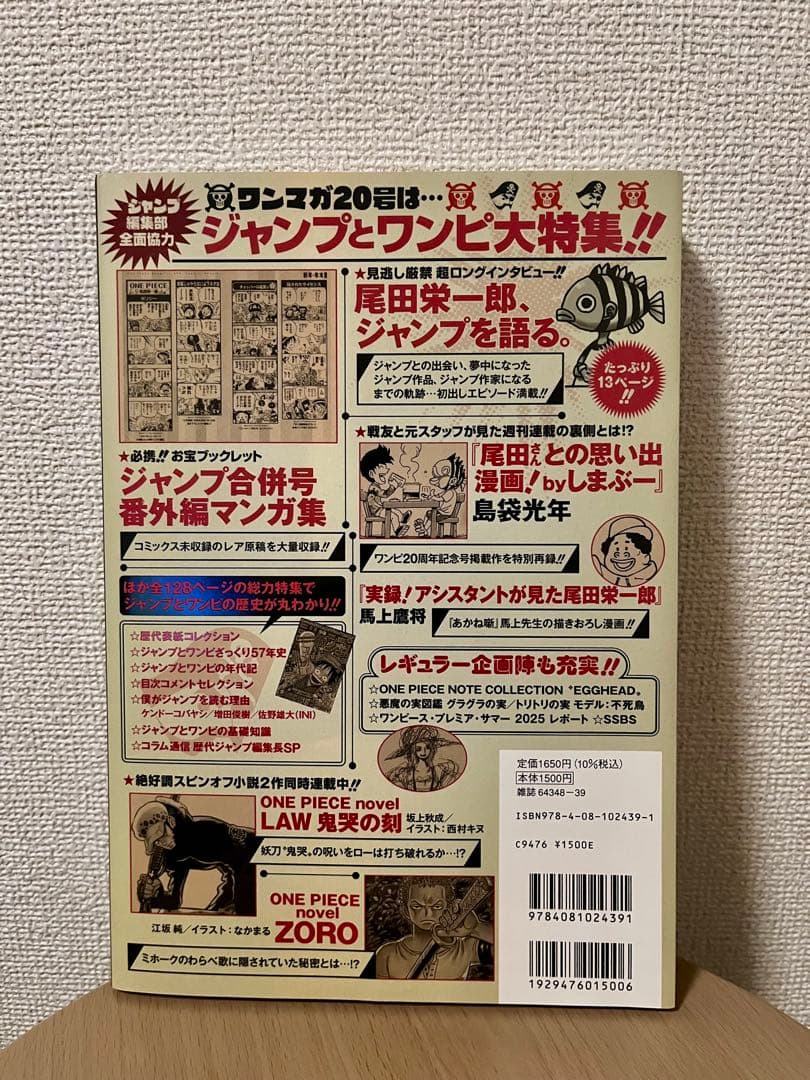 ジャンプ
編集部
全面協力
ワンマガ20号は…
ジャンプとワンピ大特集!!
ONE PIECE
★見逃し厳禁 超ロングインタビュー!!
尾田栄一郎、
ジャンプを語る。
ジャンプとの出会い、夢中になった
ジャンプ作品、ジャンプ作家になる
までの軌跡…初出しエピソード満載!!
たっぷり
13ページ
!!
★必携!! お宝ブックレット
ジャンプ合併号
番外編マンガ集
コミックス未収録のレア原稿を大量収録!!
★戦友と元スタッフが見た週刊連載の裏側とは!?
『尾田さんとの思い出
漫画!byしまぶー』
島袋光年
ワンピ20周年記念号掲載作を特別再録!!
『実録!アシスタントが見た尾田栄一郎』
馬上鷹将
『あかね噺』馬上先生の描きおろし漫画!!
ほか全128ページの総力特集で
ジャンプとワンピの歴史が丸わかり!!
☆歴代表紙コレクション
☆ジャンプとワンピざっくり57年史
☆ジャンプとワンピの年代記
☆目次コメントセレクション
☆僕がジャンプを読む理由
ケンドーコバヤシ/増田俊樹/佐野雄大(INI)
☆ジャンプとワンピの基礎知識
☆コラム通信 歴代ジャンプ編集長SP
レギュラー企画陣も充実!!
☆ONE PIECE NOTE COLLECTION "EGGHEAD"
☆悪魔の実図鑑 グラグラの実/トリトリの実 モデル:不死鳥
☆ワンピース・プレミア・サマー 2025 レポート ☆SSBS
★絶好調スピンオフ小説2作同時連載中!!
ONE PIECE novel
LAW 鬼哭の刻
坂上秋成/
イラスト:西村キヌ
妖刀"鬼哭"の呪いをローは打ち破れるか…!?
ONE PIECE
novel
ZORO
江坂 純/イラスト:なかまる
ミホークのわらべ歌に隠されていた秘密とは…!?
定価1650円(10%税込)
本体1500円
雑誌 64348-39
ISBN978-4-08-102439-1
C9476 ¥1500E
9784081024391
1929476015006